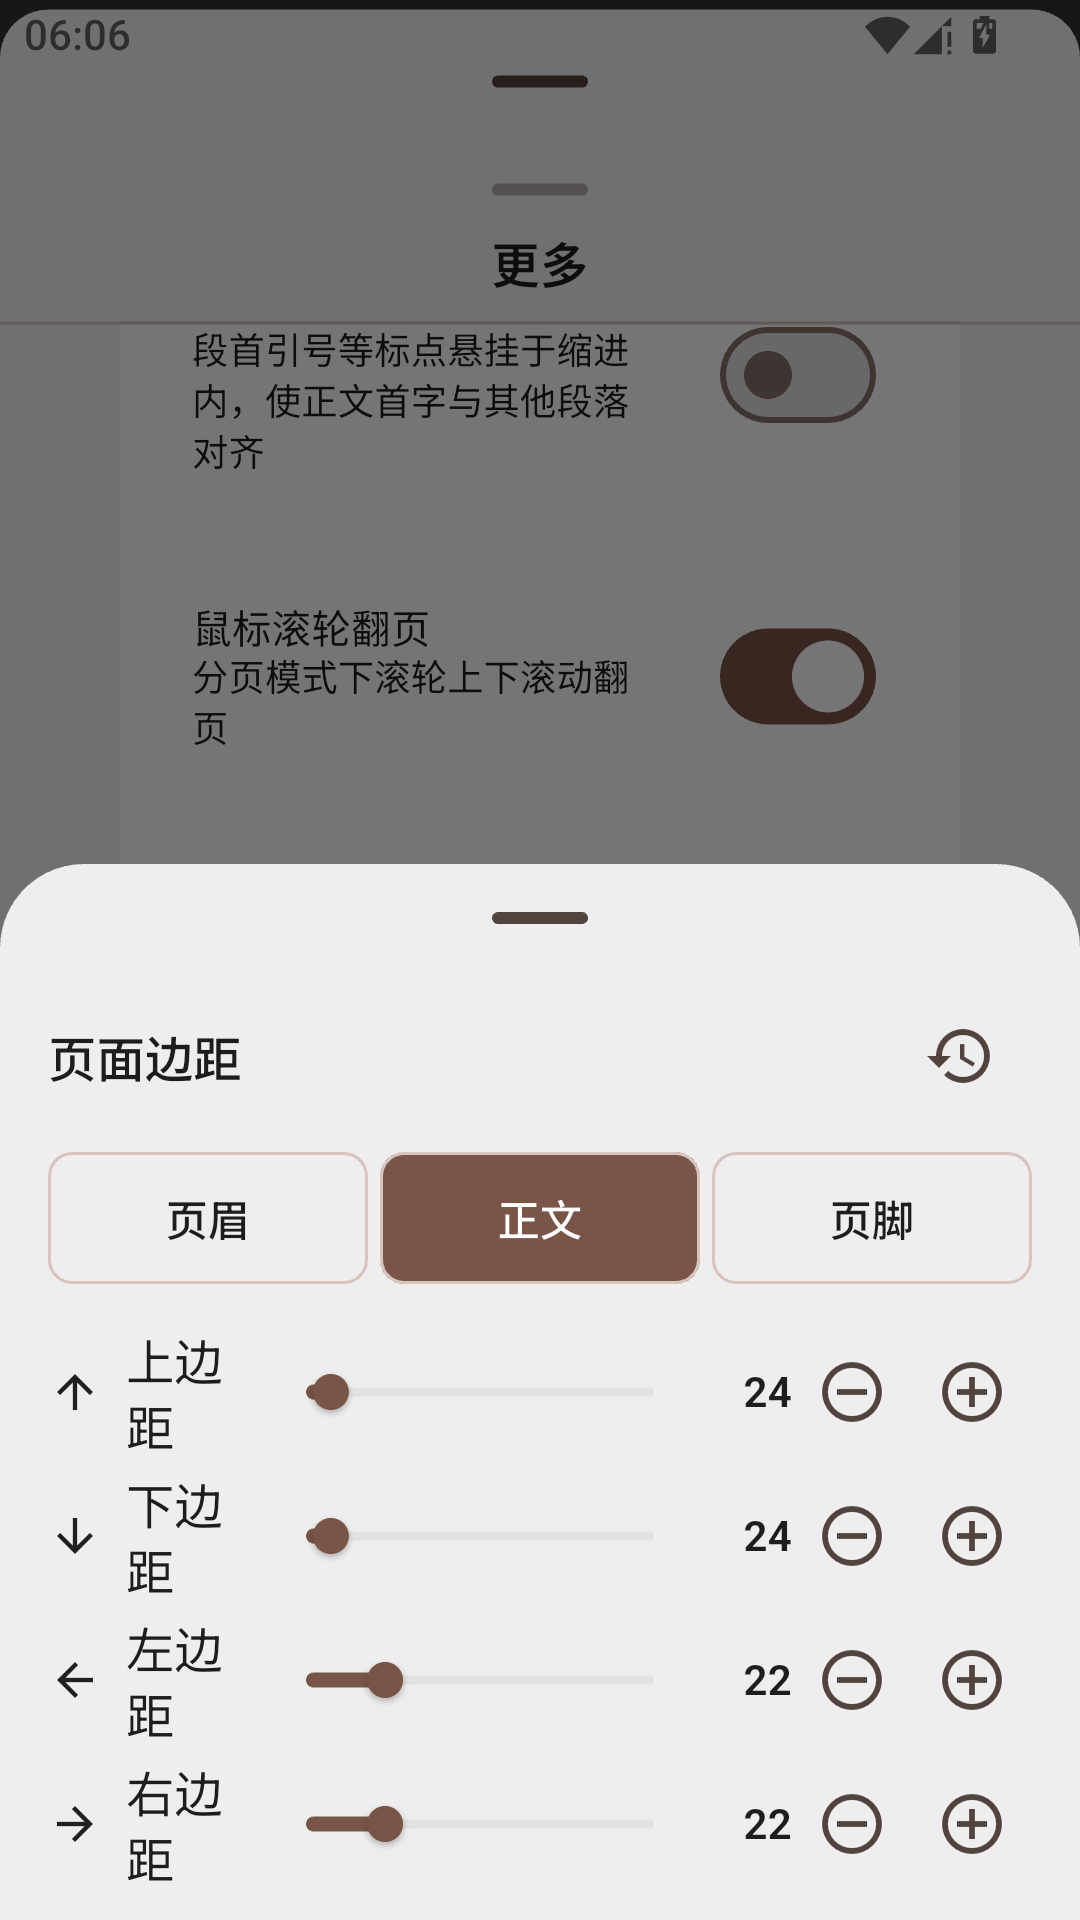 06:06
更多
段首引号等标点悬挂于缩进
内，使正文首字与其他段落
对齐
鼠标滚轮翻页
分页模式下滚轮上下滚动翻
页
页面边距
页眉
正文
页脚
上边
距
24
下边
距
24
左边
距
22
右边
距
22